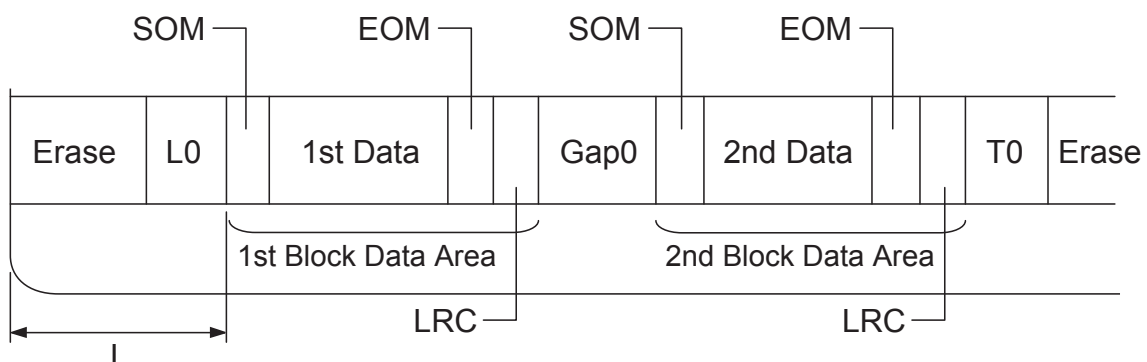 SOM EOM SOM EOM
Erase L0 1st Data Gap0 2nd Data T0 Erase
1st Block Data Area 2nd Block Data Area
LRC LRC